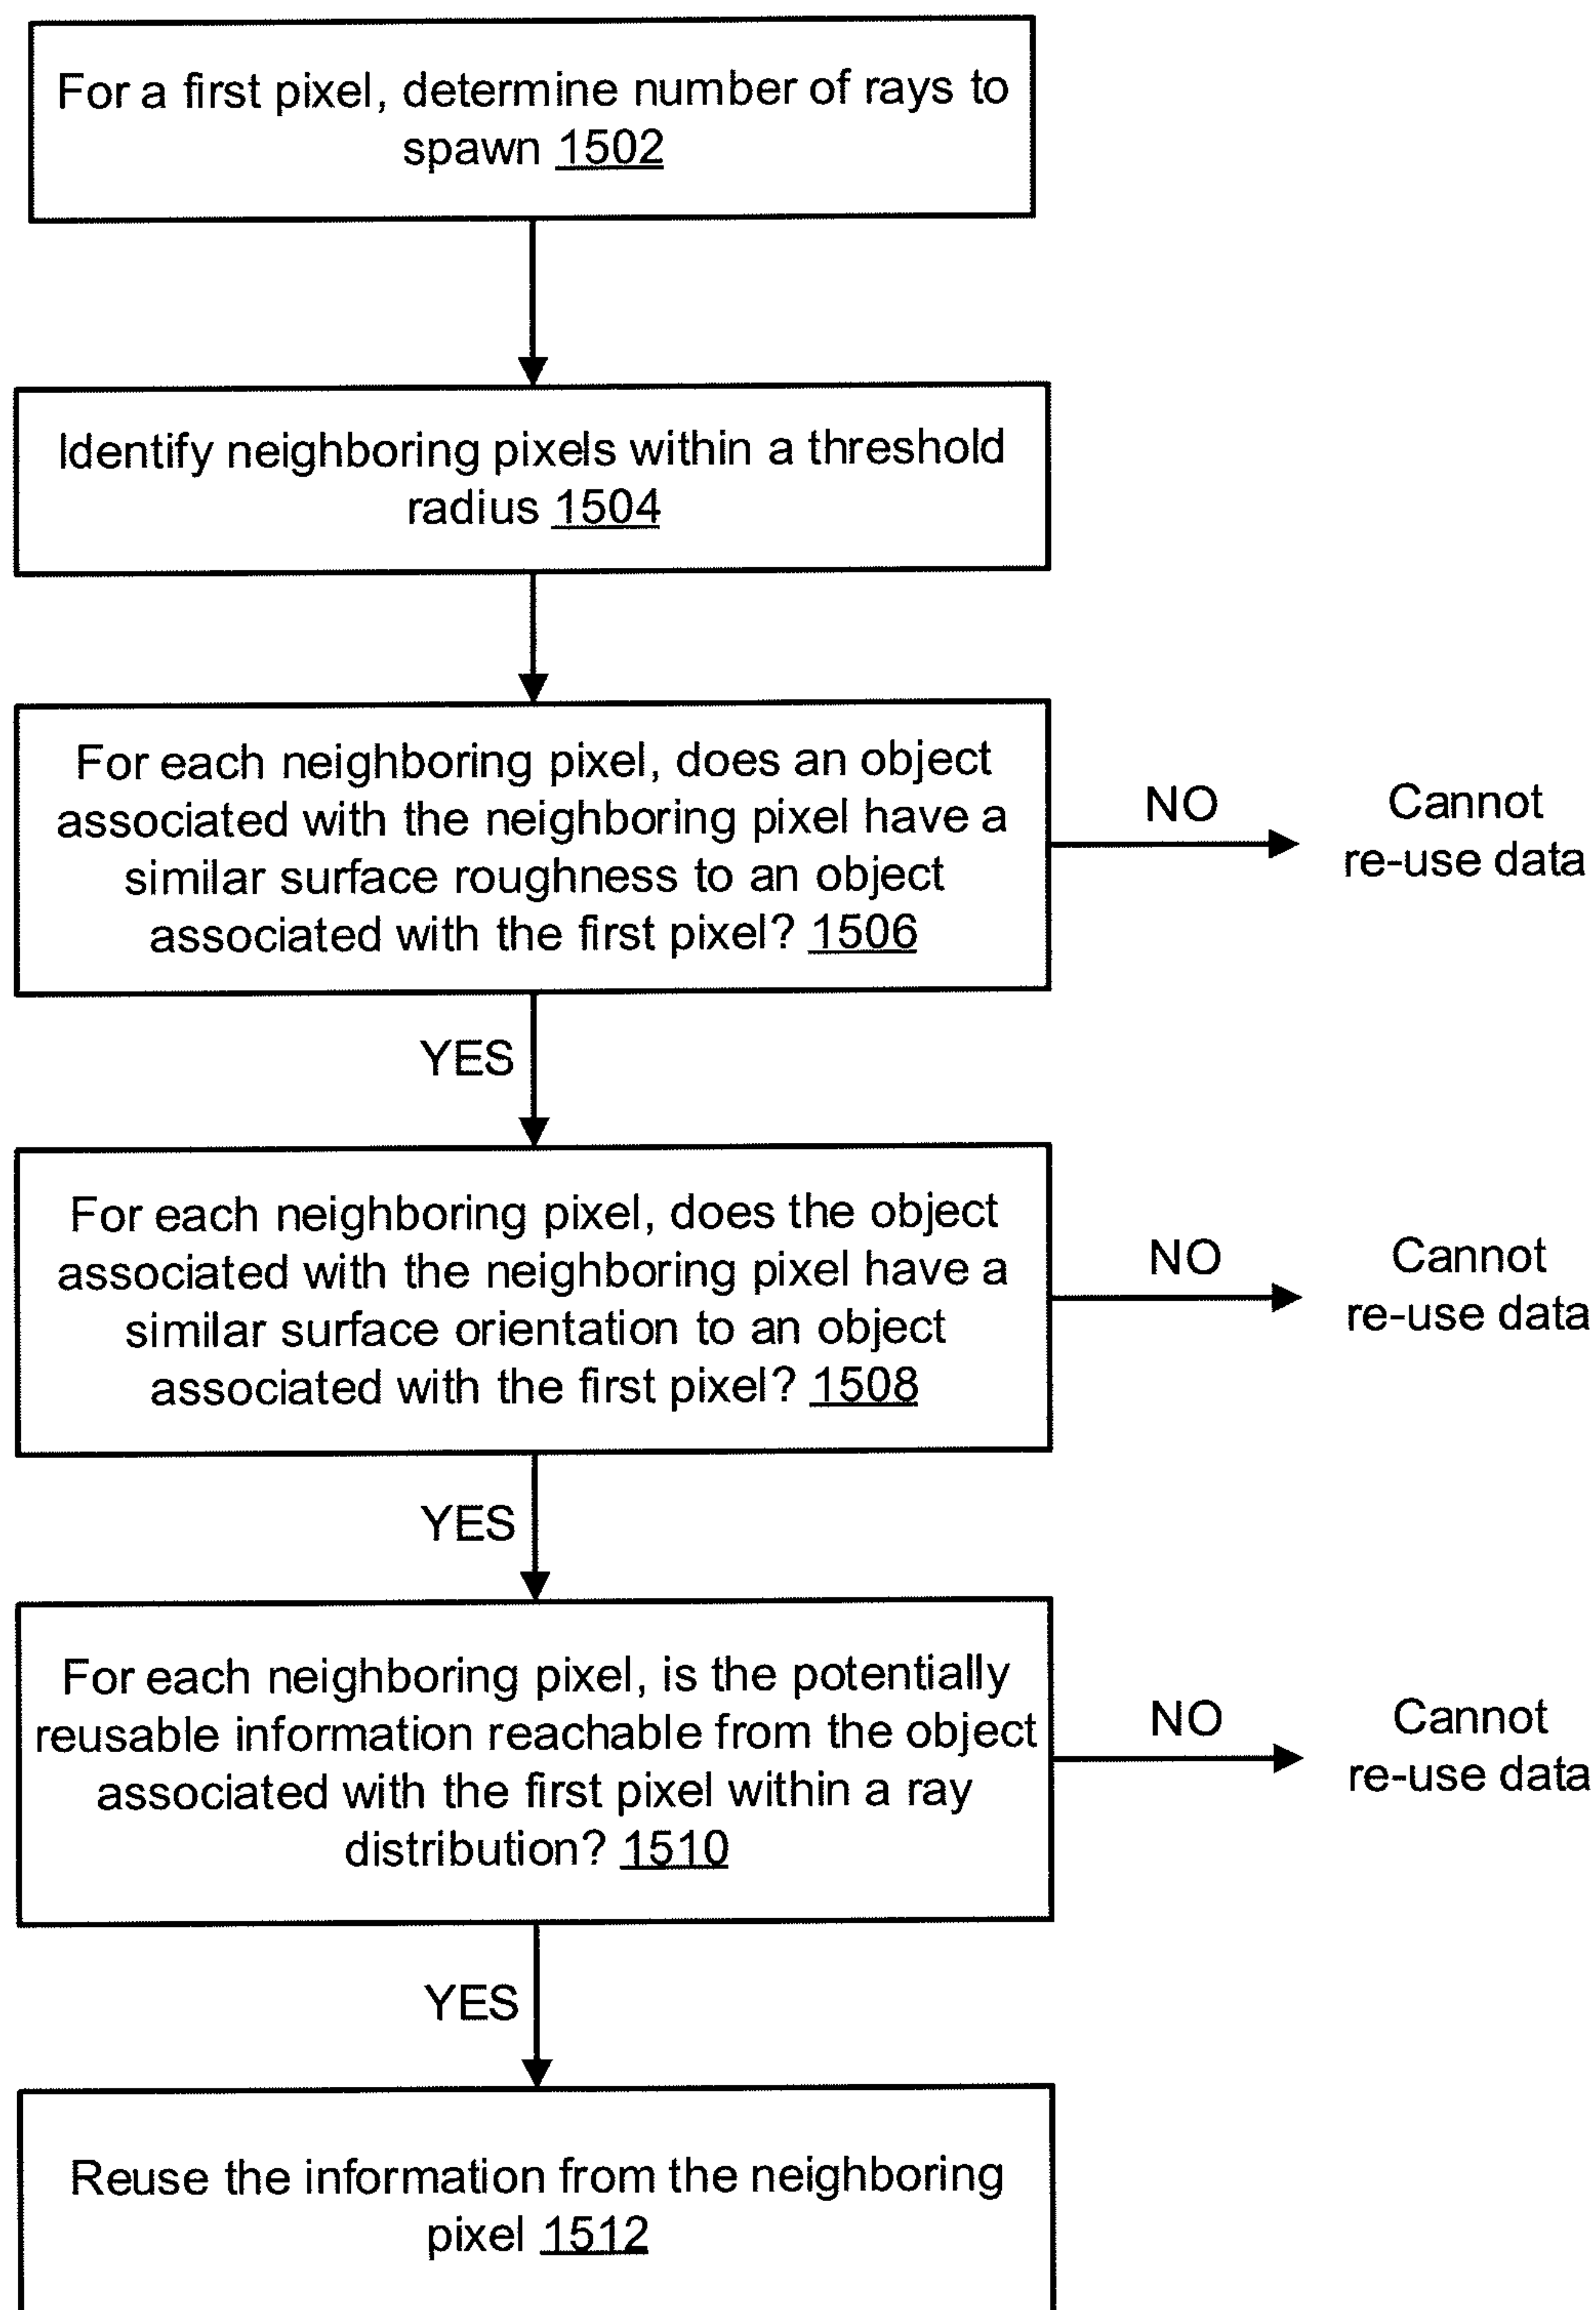 For a first pixel, determine number of rays to
spawn 1502
Identify neighboring pixels within a threshold
radius 1504
For each neighboring pixel, does an object
associated with the neighboring pixel have a
similar surface roughness to an object
associated with the first pixel? 1506
NO
Cannot
re-use data
YES
For each neighboring pixel, does the object
associated with the neighboring pixel have a
similar surface orientation to an object
associated with the first pixel? 1508
NO
Cannot
re-use data
YES
For each neighboring pixel, is the potentially
reusable information reachable from the object
associated with the first pixel within a ray
distribution? 1510
NO
Cannot
re-use data
YES
Reuse the information from the neighboring
pixel 1512